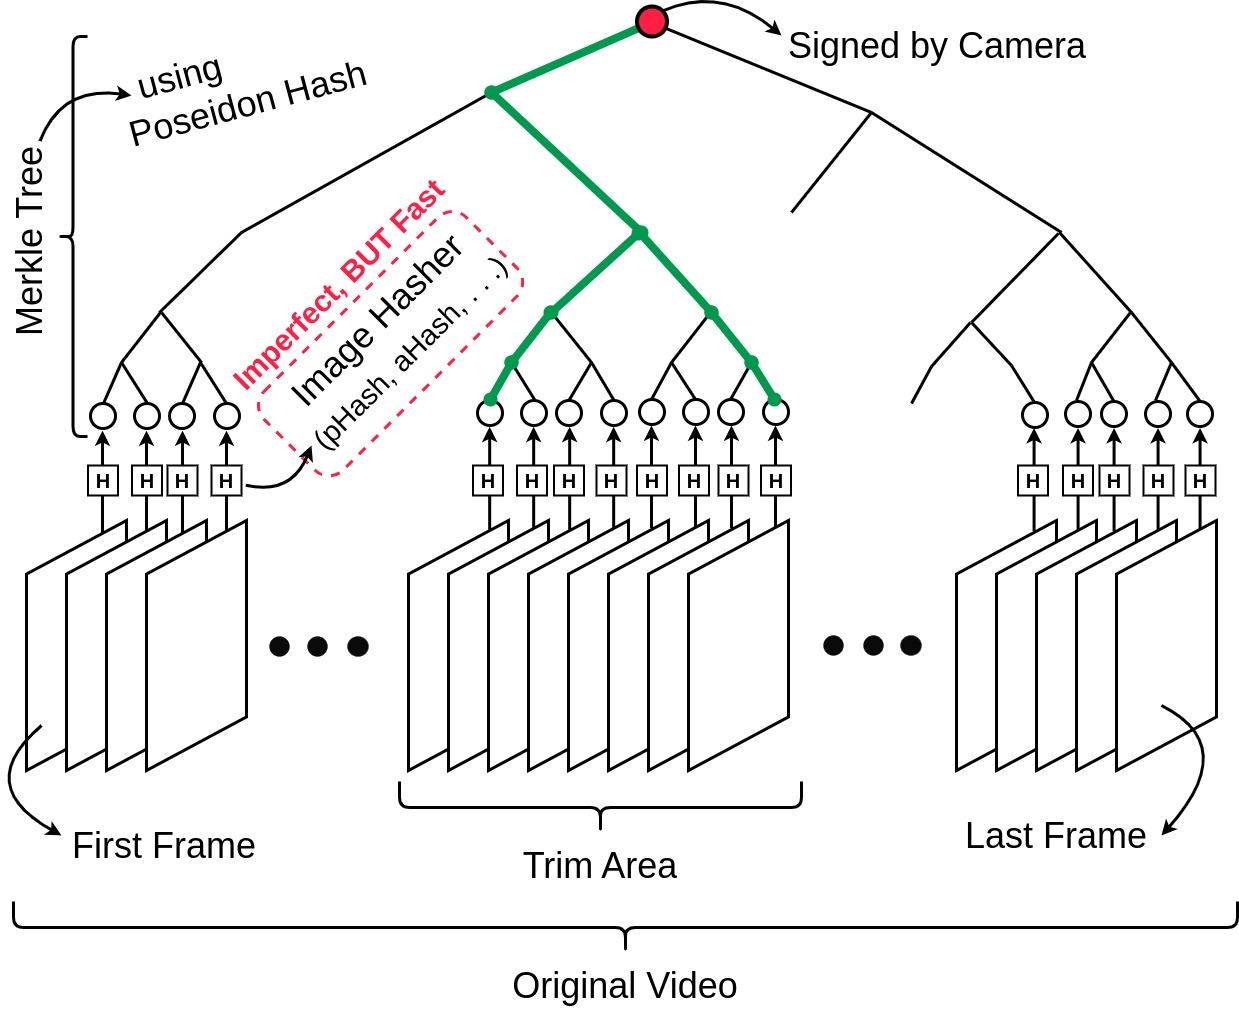 Signed by Camera
using
Poseidon Hash
Merkle Tree
Imperfect, BUT Fast
Image Hasher
(pHash, aHash, . . .)
H H H H H H H H H H H H H H H H H
First Frame
Trim Area
Last Frame
Original Video